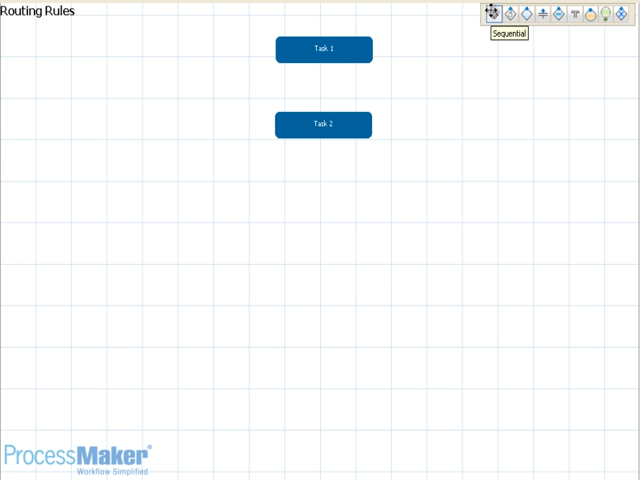 Routing Rules
Sequential
Task 1
Task 2
ProcessMaker®
Workflow Simplified